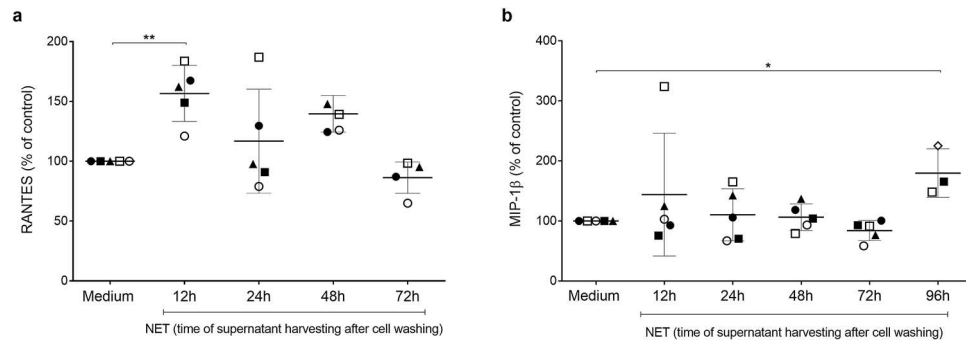 a
**
RANTES (% of control)
200
150
100
50
0
Medium 12h 24h 48h 72h
NET (time of supernatant harvesting after cell washing)
b
*
MIP-1β (% of control)
400
300
200
100
0
Medium 12h 24h 48h 72h 96h
NET (time of supernatant harvesting after cell washing)